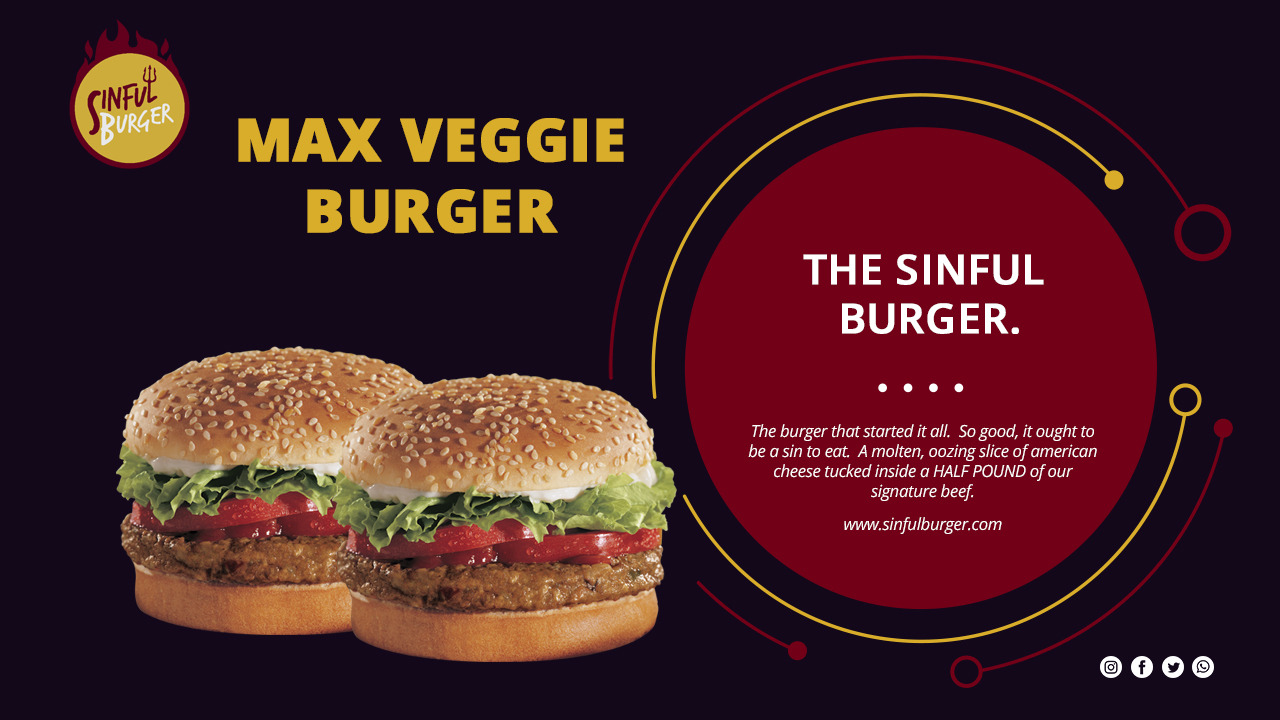 SINFUL
BURGER
MAX VEGGIE
BURGER
THE SINFUL
BURGER.
The burger that started it all.  So good, it ought to
be a sin to eat.  A molten, oozing slice of american
cheese tucked inside a HALF POUND of our
signature beef.
www.sinfulburger.com